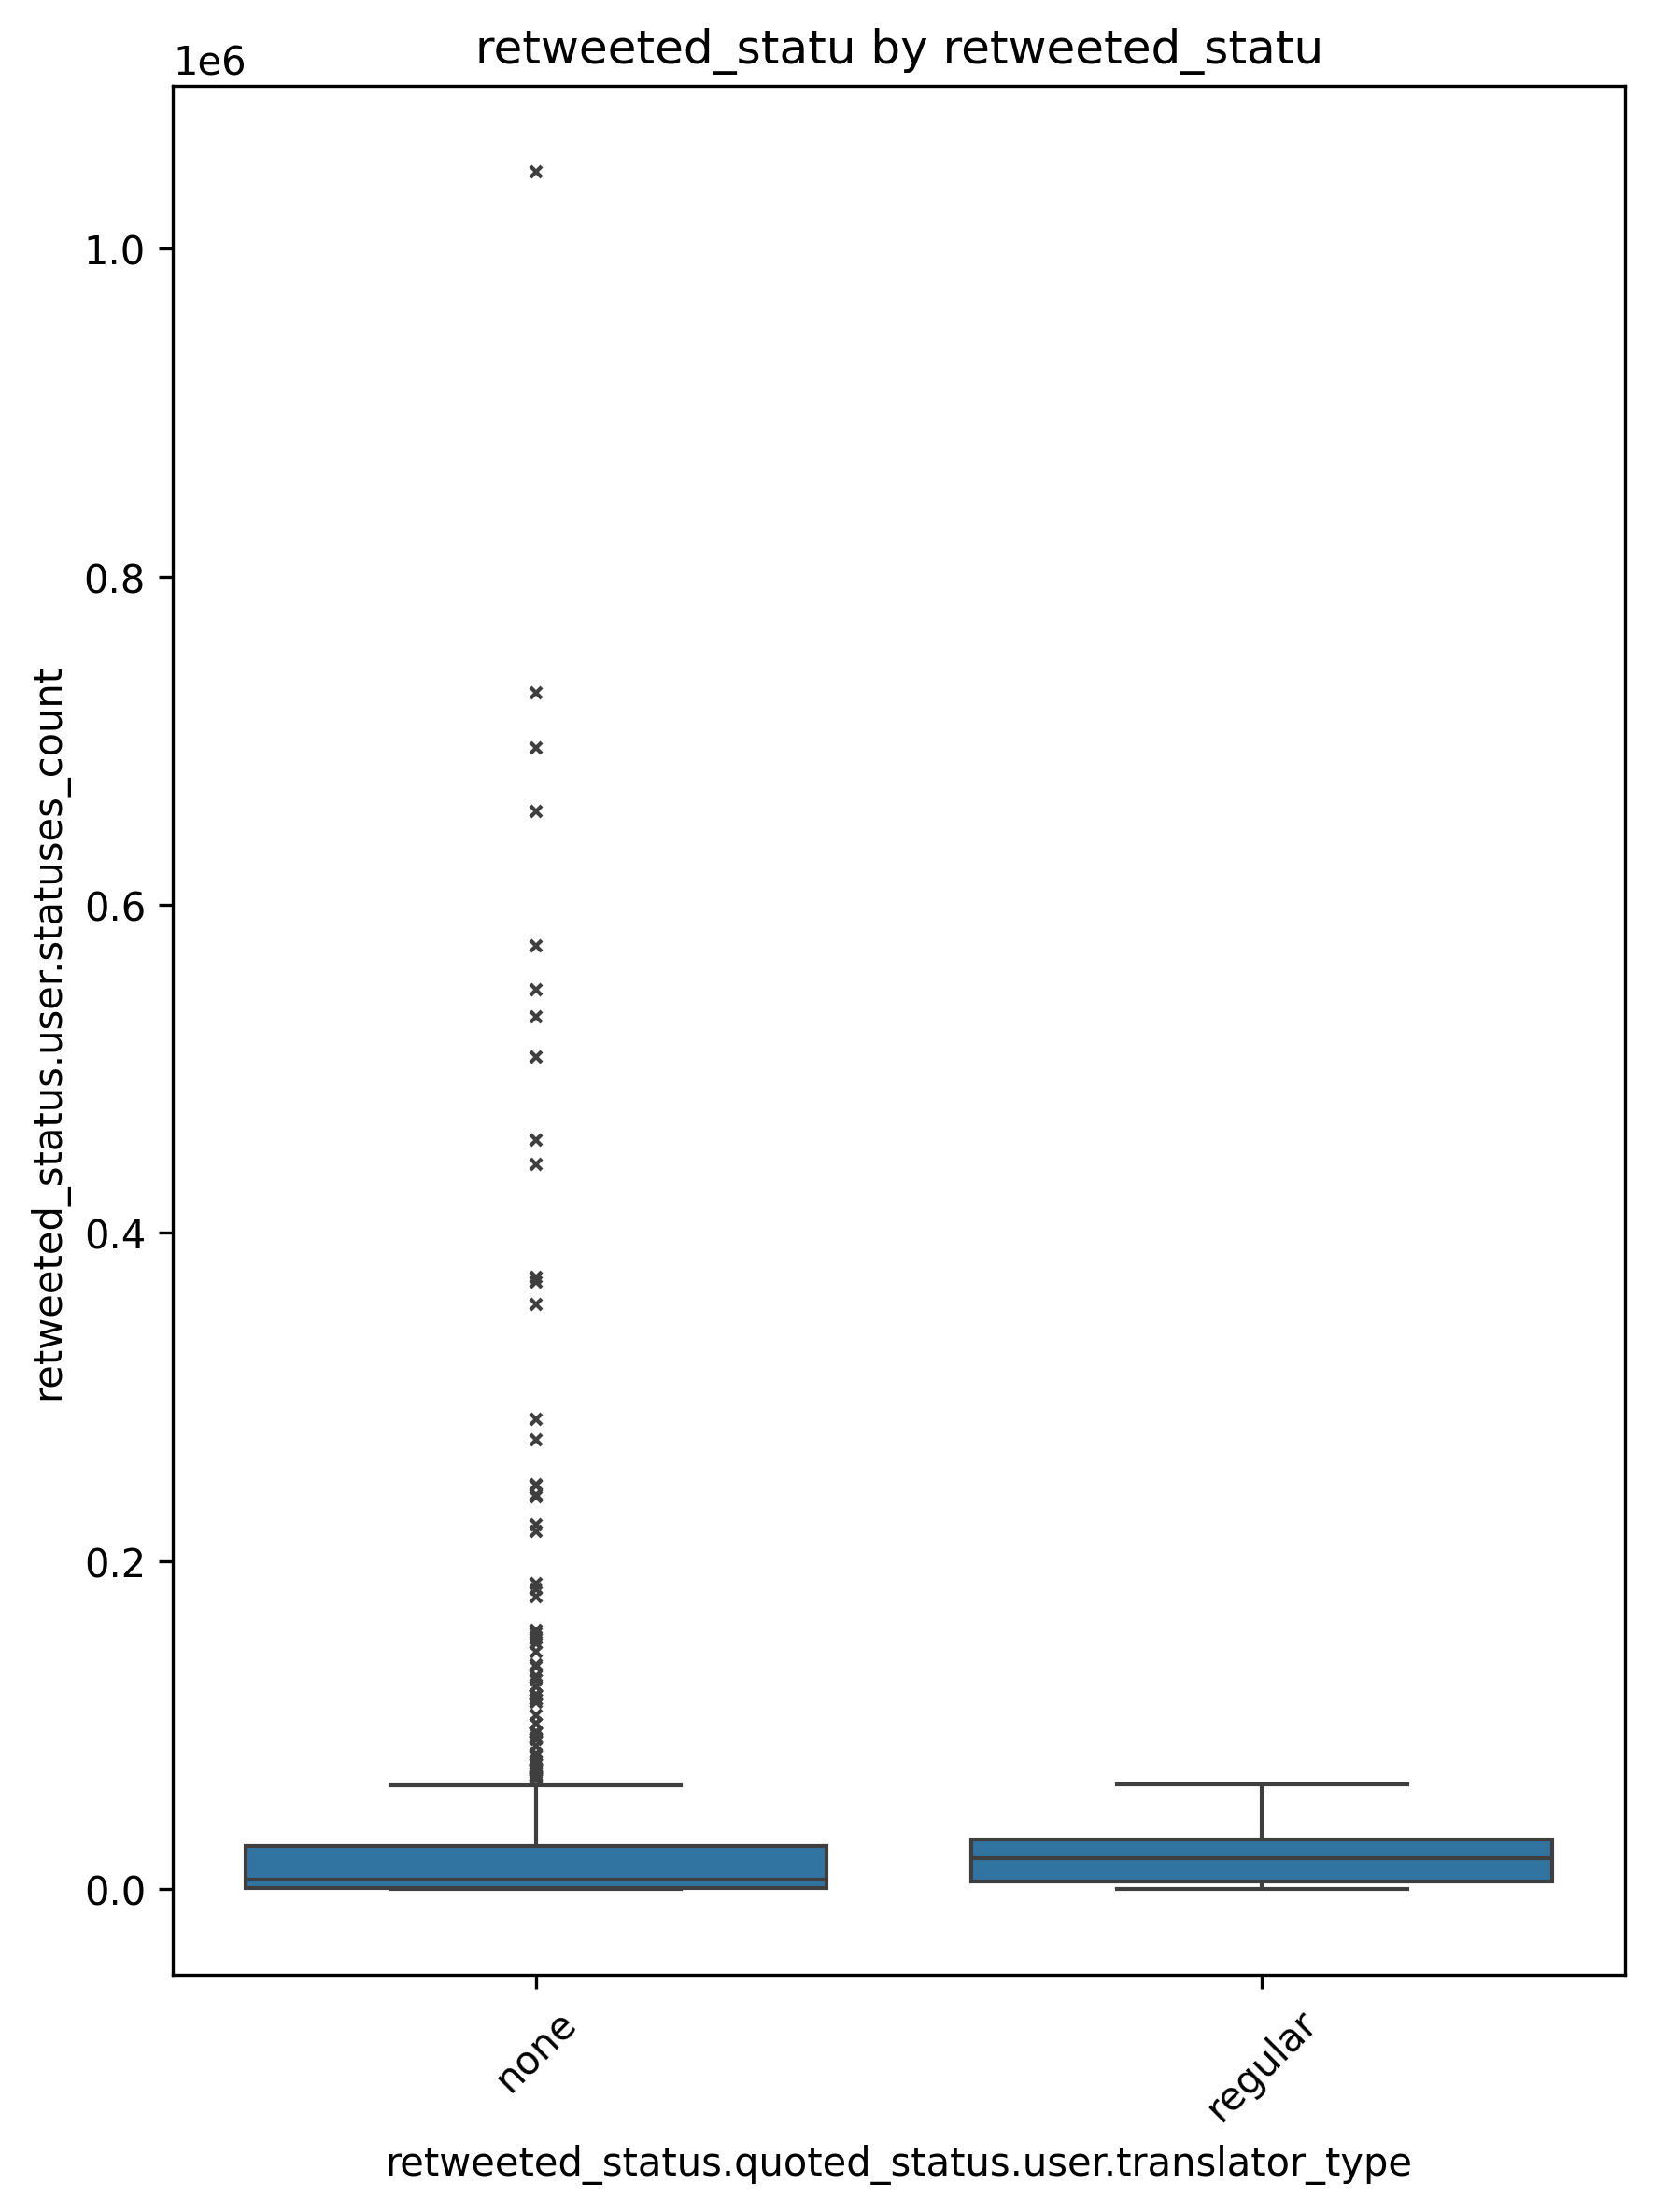 retweeted_statu by retweeted_statu
1e6
1.0
0.8
0.6
0.4
0.2
0.0
retweeted_status.user.statuses_count
none
regular
retweeted_status.quoted_status.user.translator_type